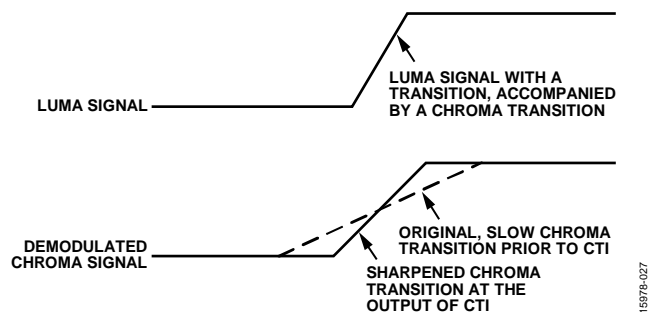 LUMA SIGNAL
LUMA SIGNAL WITH A
TRANSITION, ACCOMPANIED
BY A CHROMA TRANSITION
DEMODULATED
CHROMA SIGNAL
ORIGINAL, SLOW CHROMA
TRANSITION PRIOR TO CTI
SHARPENED CHROMA
TRANSITION AT THE
OUTPUT OF CTI
15978-027